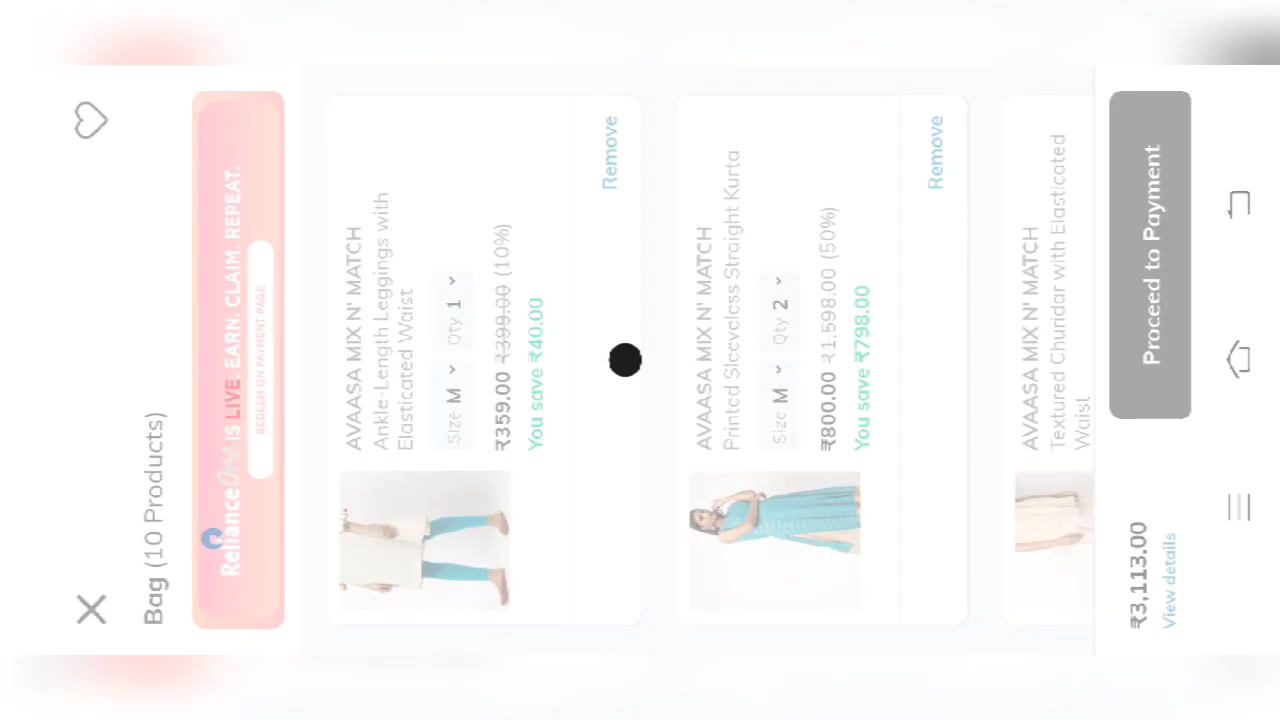 Bag (10 Products)
RelianceOne IS LIVE. EARN. CLAIM. REPEAT.
REDEEM ON PAYMENT PAGE
AVAASA MIX N' MATCH
Ankle-Length Leggings with
Elasticated Waist
Size M Qty 1
₹359.00 ₹399.00 (10%)
You save ₹40.00
Remove
AVAASA MIX N' MATCH
Printed Sleeveless Straight Kurta
Size M Qty 2
₹800.00 ₹1,598.00 (50%)
You save ₹798.00
Remove
AVAASA MIX N' MATCH
Textured Churidar with Elasticated
Waist
₹3,113.00
View details
Proceed to Payment